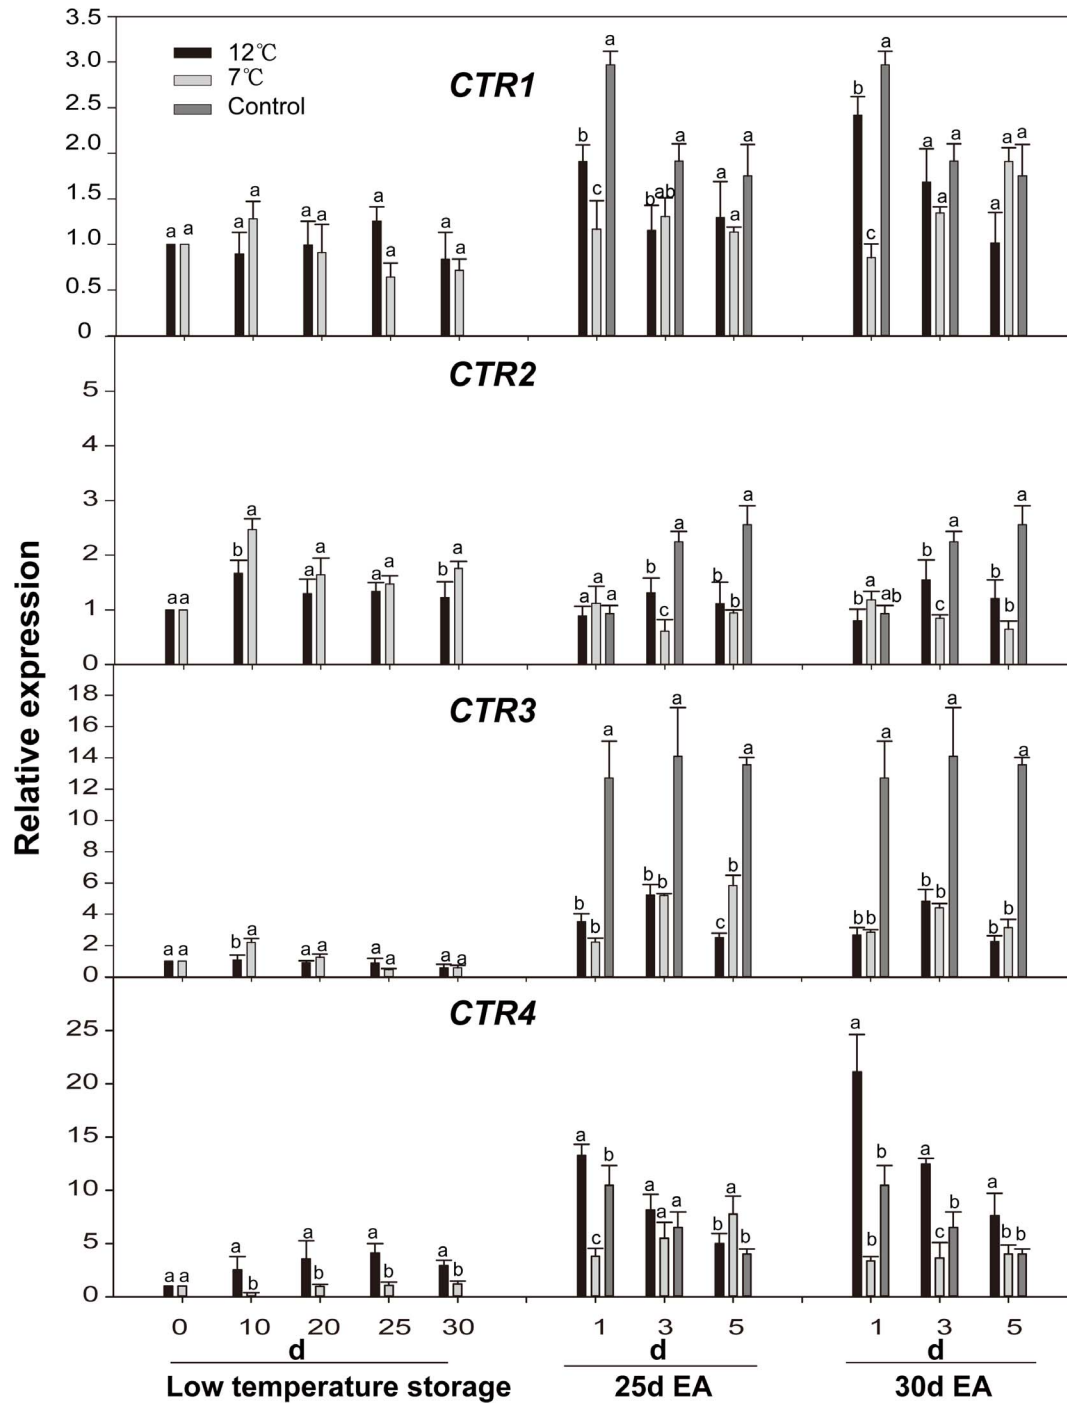 3.5
12℃
7℃
Control
CTR1
3.0
2.5
2.0
1.5
1.0
0.5
0
a a a a a a a a a a
b c a b ab a a a a
b c a a a a a a
CTR2
5
4
3
2
1
0
a a b a a a a a b a
a a a b c a b b a
b a ab b c a b b a
CTR3
18
16
14
12
10
8
6
4
2
0
a a b a a a a a a a
b b a b b a c b a
b b a b b a b b a
CTR4
25
20
15
10
5
0
a a a b a b a b a b
a c b a a a b a b
a b b a c b a b b
Relative expression
0 10 20 25 30 1 3 5 1 3 5
d d d
Low temperature storage 25d EA 30d EA